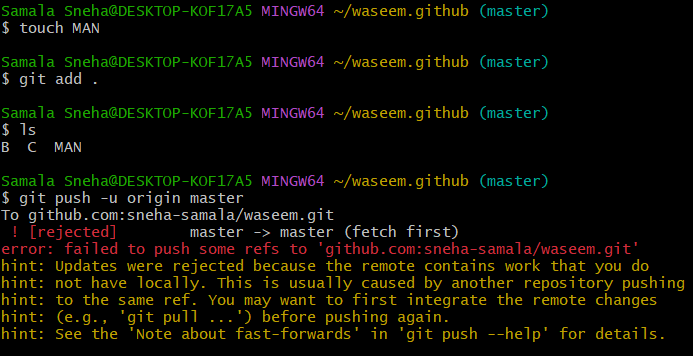 Samala Sneha@DESKTOP-KOF17A5 MINGW64 ~/waseem.github (master)
$ touch MAN
Samala Sneha@DESKTOP-KOF17A5 MINGW64 ~/waseem.github (master)
$ git add .
Samala Sneha@DESKTOP-KOF17A5 MINGW64 ~/waseem.github (master)
$ ls
B  C  MAN
Samala Sneha@DESKTOP-KOF17A5 MINGW64 ~/waseem.github (master)
$ git push -u origin master
To github.com:sneha-samala/waseem.git
 ! [rejected]        master -> master (fetch first)
error: failed to push some refs to 'github.com:sneha-samala/waseem.git'
hint: Updates were rejected because the remote contains work that you do
hint: not have locally. This is usually caused by another repository pushing
hint: to the same ref. You may want to first integrate the remote changes
hint: (e.g., 'git pull ...') before pushing again.
hint: See the 'Note about fast-forwards' in 'git push --help' for details.